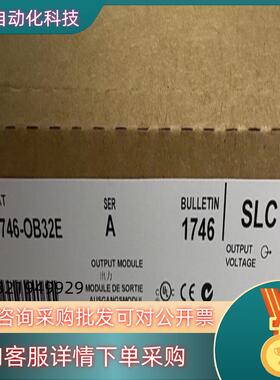 自动化科技
AT SER BULLETIN
746-OB32E A 1746 SLC
OUTPUT MODULE
出力
MODULE DE SORTIE
AUSGANGSMODUL
OUTPUT
VOLTAGE
咨询采购批发可对公开票
客服详情下单采购